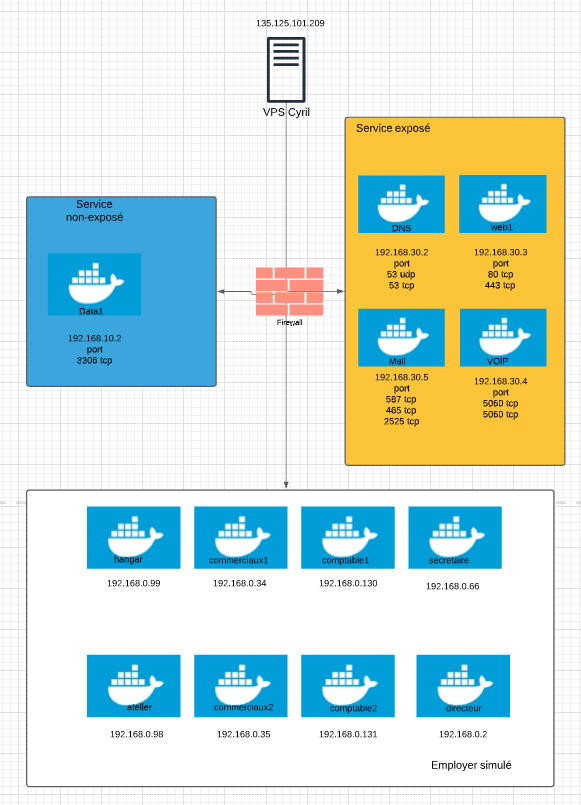 135.125.101.209
VPS Cyril
Service exposé
DNS
192.168.30.2
port
53 udp
53 tcp
web1
192.168.30.3
port
80 tcp
443 tcp
Mail
192.168.30.5
port
587 tcp
465 tcp
2525 tcp
VOIP
192.168.30.4
port
5060 tcp
5060 tcp
Service
non-exposé
Data1
192.168.10.2
port
3306 tcp
Firewall
hangar
192.168.0.99
commerciaux1
192.168.0.34
comptable1
192.168.0.130
secretaire
192.168.0.66
atelier
192.168.0.98
commerciaux2
192.168.0.35
comptable2
192.168.0.131
directeur
192.168.0.2
Employer simulé